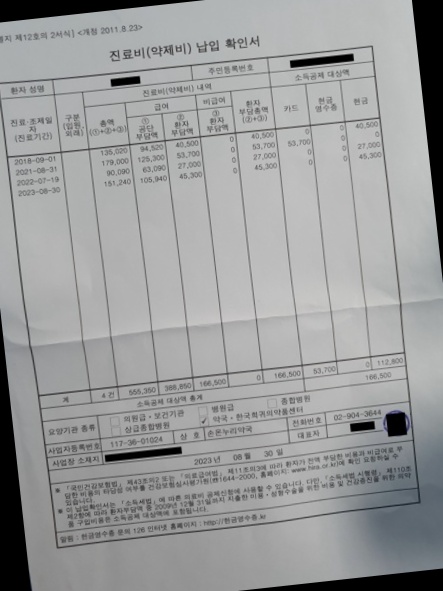 별지 제12호의 2서식] <개정 2011.8.23>
진료비(약제비) 납입 확인서
환자 성명 주민등록번호
진료·조제일자 (진료기간) 구분 (입원, 외래) 진료비(약제비) 내역 소득공제 대상액
총액 (①+②+③) 급여 비급여 환자 부담총액 (②+③) 카드 현금 영수증 현금
① 공단 부담액 ② 환자 부담액 ③ 환자 부담액
2018-09-01 135,020 94,520 40,500 0 40,500 0 0 40,500
2021-08-31 179,000 125,300 53,700 0 53,700 53,700 0 0
2022-07-19 90,090 63,090 27,000 0 27,000 0 0 27,000
2023-08-30 151,240 105,940 45,300 0 45,300 0 0 45,300
계 4 건 555,350 388,850 166,500 0 166,500 53,700 0 112,800
소득공제 대상액 총계 166,500
요양기관 종류 의원급·보건기관 병원급 종합병원
상급종합병원 ✓ 약국·한국희귀의약품센터
사업자등록번호 117-36-01024 상 호 손온누리약국 전화번호 02-904-3644
사업장 소재지 대표자
2023 년 08 월 30 일
* 「국민건강보험법」 제43조의2 또는 「의료급여법」 제11조의3에 따라 환자가 전액 부담한 비용과 비급여로 부
담한 비용의 타당성 여부를 건강보험심사평가원(☎1644-2000, 홈페이지: www.hira.or.kr)에 확인 요청하실 수
있습니다.
* 이 납입확인서는 「소득세법」에 따른 의료비 공제신청에 사용할 수 있습니다. 다만, 「소득세법 시행령」 제110조
제2항에 따라 환자부담액 중 2009년 12월 31일까지 지출한 미용·성형수술을 위한 비용 및 건강증진을 위한 의약
품 구입비용은 소득공제 대상액에 포함됩니다.
알림 : 현금영수증 문의 126 인터넷 홈페이지 : http://현금영수증.kr